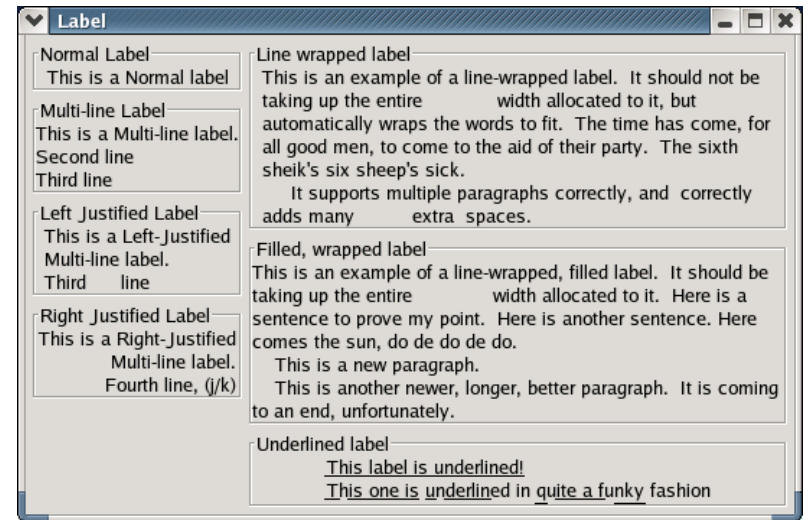 Label
Normal Label
This is a Normal label
Multi-line Label
This is a Multi-line label.
Second line
Third line
Left Justified Label
This is a Left-Justified
Multi-line label.
Third      line
Right Justified Label
This is a Right-Justified
Multi-line label.
Fourth line, (j/k)
Line wrapped label
This is an example of a line-wrapped label.  It should not be
taking up the entire             width allocated to it, but
automatically wraps the words to fit.  The time has come, for
all good men, to come to the aid of their party.  The sixth
sheik's six sheep's sick.
     It supports multiple paragraphs correctly, and  correctly
adds many          extra  spaces.
Filled, wrapped label
This is an example of a line-wrapped, filled label.  It should be
taking up the entire              width allocated to it.  Here is a
sentence to prove my point.  Here is another sentence. Here
comes the sun, do de do de do.
    This is a new paragraph.
    This is another newer, longer, better paragraph.  It is coming
to an end, unfortunately.
Underlined label
This label is underlined!
This one is underlined in quite a funky fashion